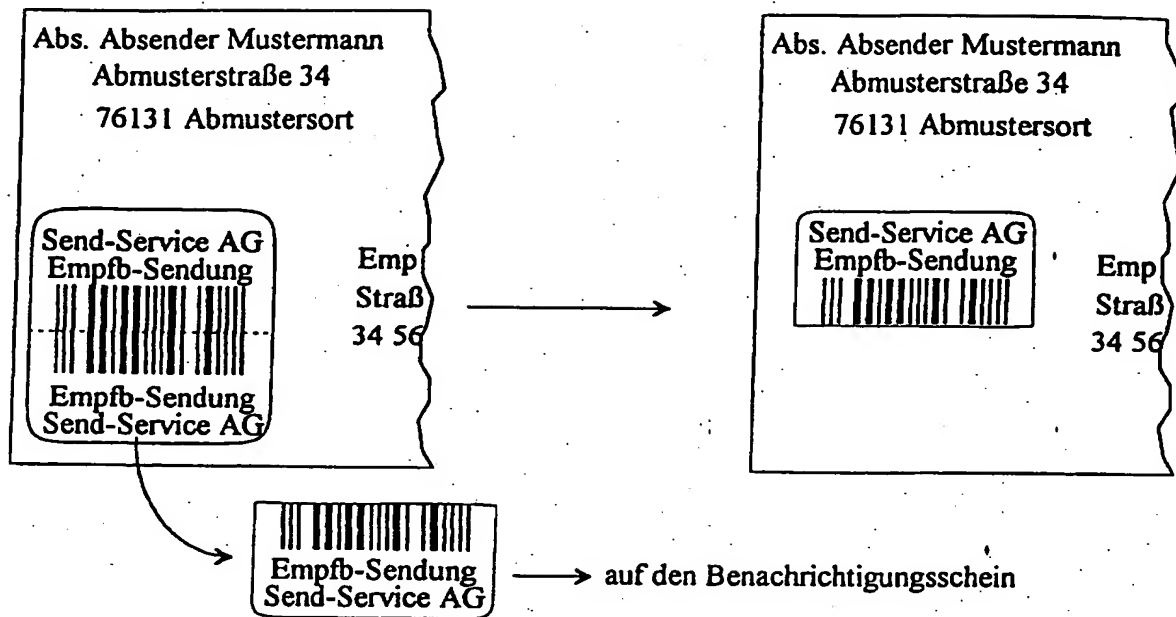 Abs. Absender Mustermann
Abmusterstraße 34
76131 Abmustersort
Send-Service AG
Empfb-Sendung
Empfb-Sendung
Send-Service AG
Emp
Straß
34 56
Abs. Absender Mustermann
Abmusterstraße 34
76131 Abmustersort
Send-Service AG
Empfb-Sendung
Emp
Straß
34 56
Empfb-Sendung
Send-Service AG
auf den Benachrichtigungsschein